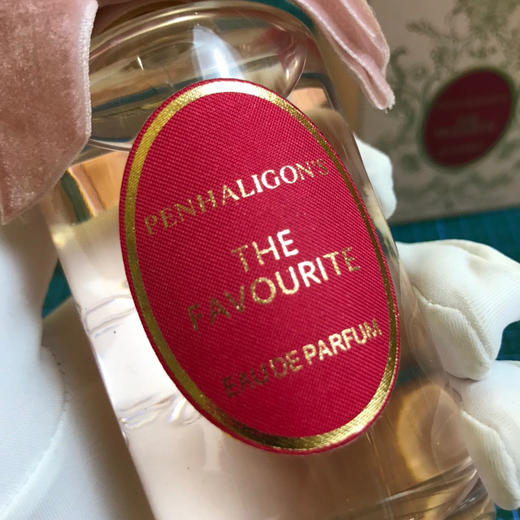 PENHALIGON'S
THE
FAVOURITE
EAU DE PARFUM